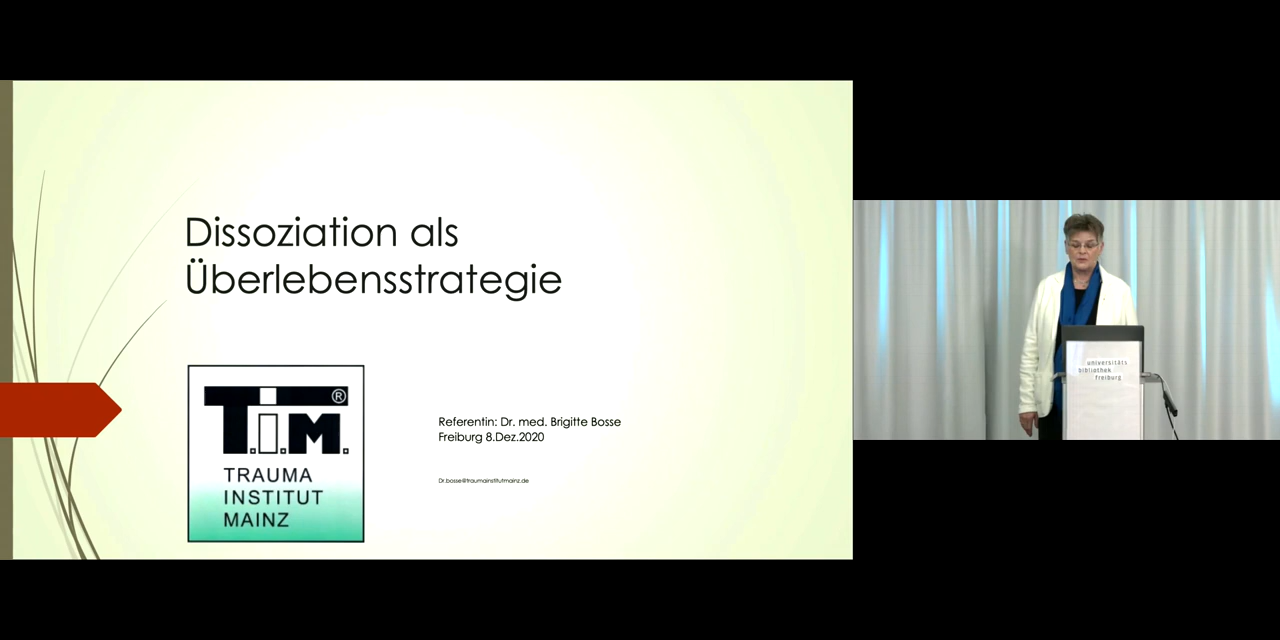 Dissoziation als
Überlebensstrategie
T.i.M.®
TRAUMA
INSTITUT
MAINZ
Referentin: Dr. med. Brigitte Bosse
Freiburg 8.Dez.2020
Dr.bosse@traumainstitutmainz.de
universitäts
bibliothek
freiburg